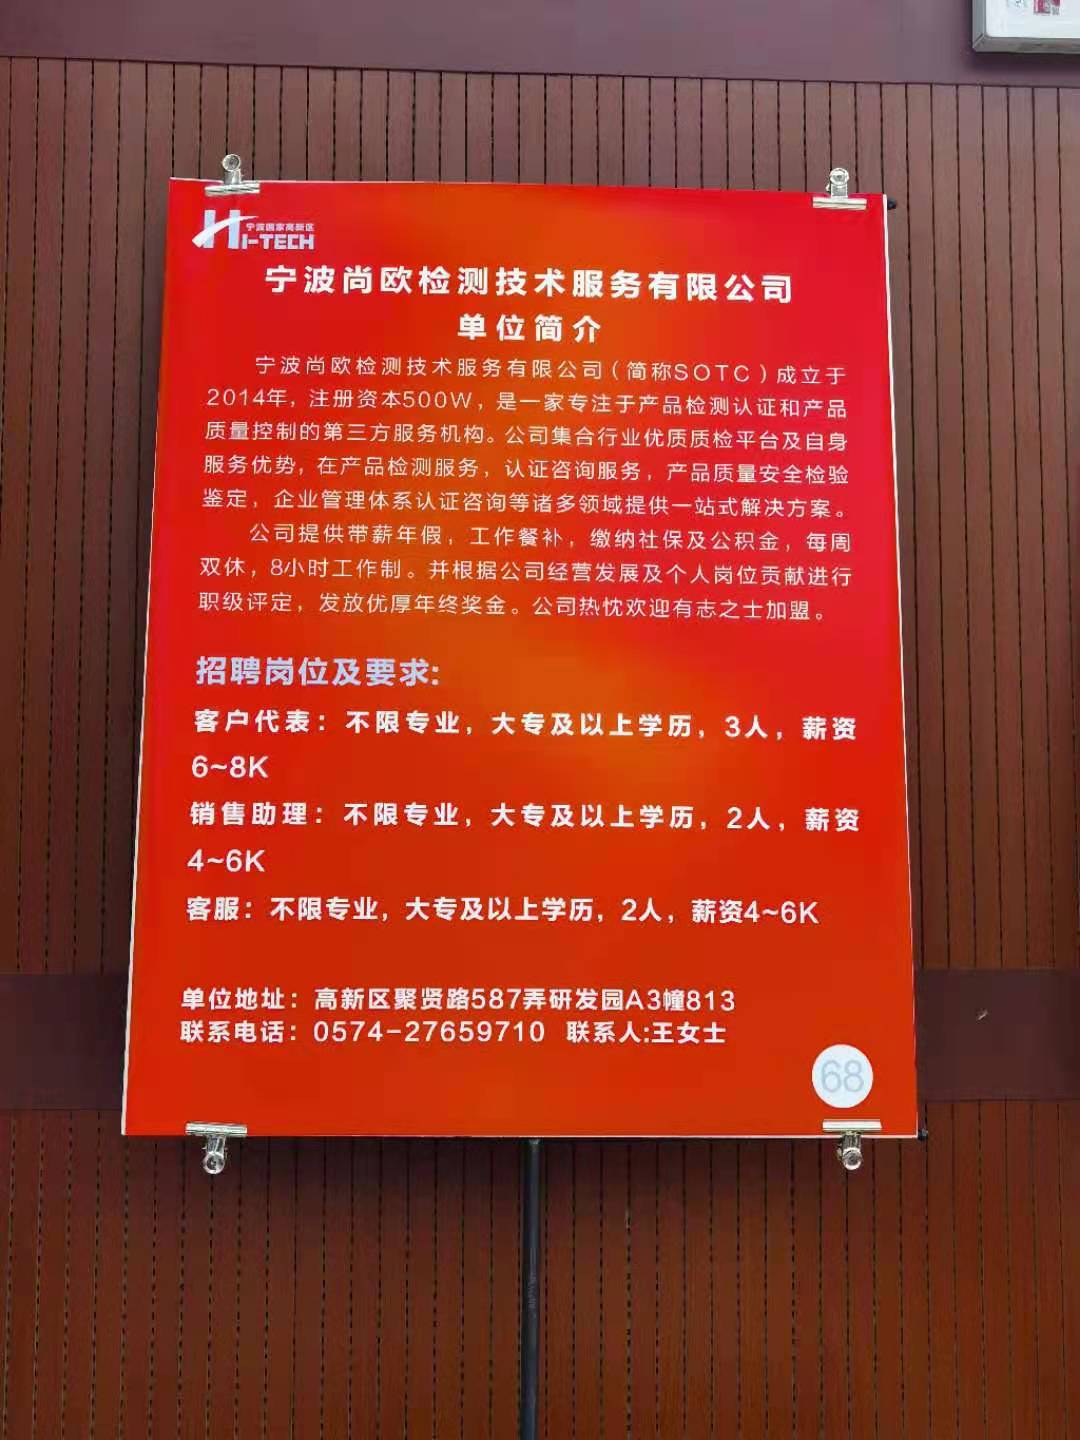 宁波国家高新区
Hi-TECH
宁波尚欧检测技术服务有限公司
单位简介
宁波尚欧检测技术服务有限公司（简称SOTC）成立于
2014年，注册资本500W，是一家专注于产品检测认证和产品
质量控制的第三方服务机构。公司集合行业优质质检平台及自身
服务优势，在产品检测服务，认证咨询服务，产品质量安全检验
鉴定，企业管理体系认证咨询等诸多领域提供一站式解决方案。
公司提供带薪年假，工作餐补，缴纳社保及公积金，每周
双休，8小时工作制。并根据公司经营发展及个人岗位贡献进行
职级评定，发放优厚年终奖金。公司热忱欢迎有志之士加盟。
招聘岗位及要求:
客户代表：不限专业，大专及以上学历，3人，薪资
6~8K
销售助理：不限专业，大专及以上学历，2人，薪资
4~6K
客服：不限专业，大专及以上学历，2人，薪资4~6K
单位地址：高新区聚贤路587弄研发园A3幢813
联系电话：0574-27659710 联系人:王女士
68